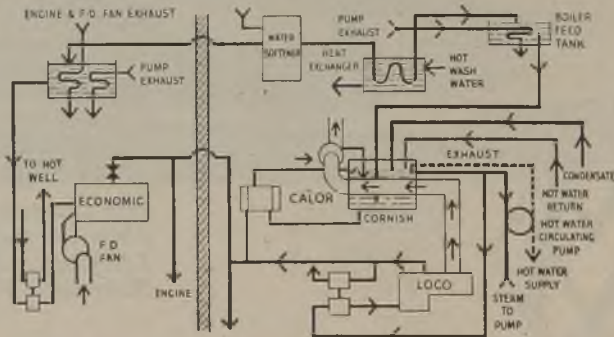 ENGINE & F.D. FAN EXHAUST
PUMP
EXHAUST
WATER
SOFTENER
PUMP
EXHAUST
HEAT
EXCHANGER
HOT
WASH
WATER
BOILER
FEED
TANK
TO HOT
WELL
ECONOMIC
F.D.
FAN
ENGINE
CALOR
CORNISH
EXHAUST
CONDENSATE
HOT WATER
RETURN
HOT WATER
CIRCULATING
PUMP
HOT WATER
SUPPLY
STEAM
TO
PUMP
LOCO